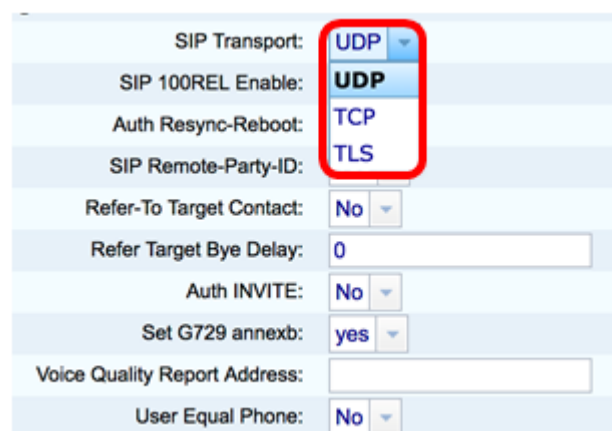 SIP Transport: UDP
SIP 100REL Enable: UDP
Auth Resync-Reboot: TCP
SIP Remote-Party-ID: TLS
Refer-To Target Contact: No
Refer Target Bye Delay: 0
Auth INVITE: No
Set G729 annexb: yes
Voice Quality Report Address:
User Equal Phone: No